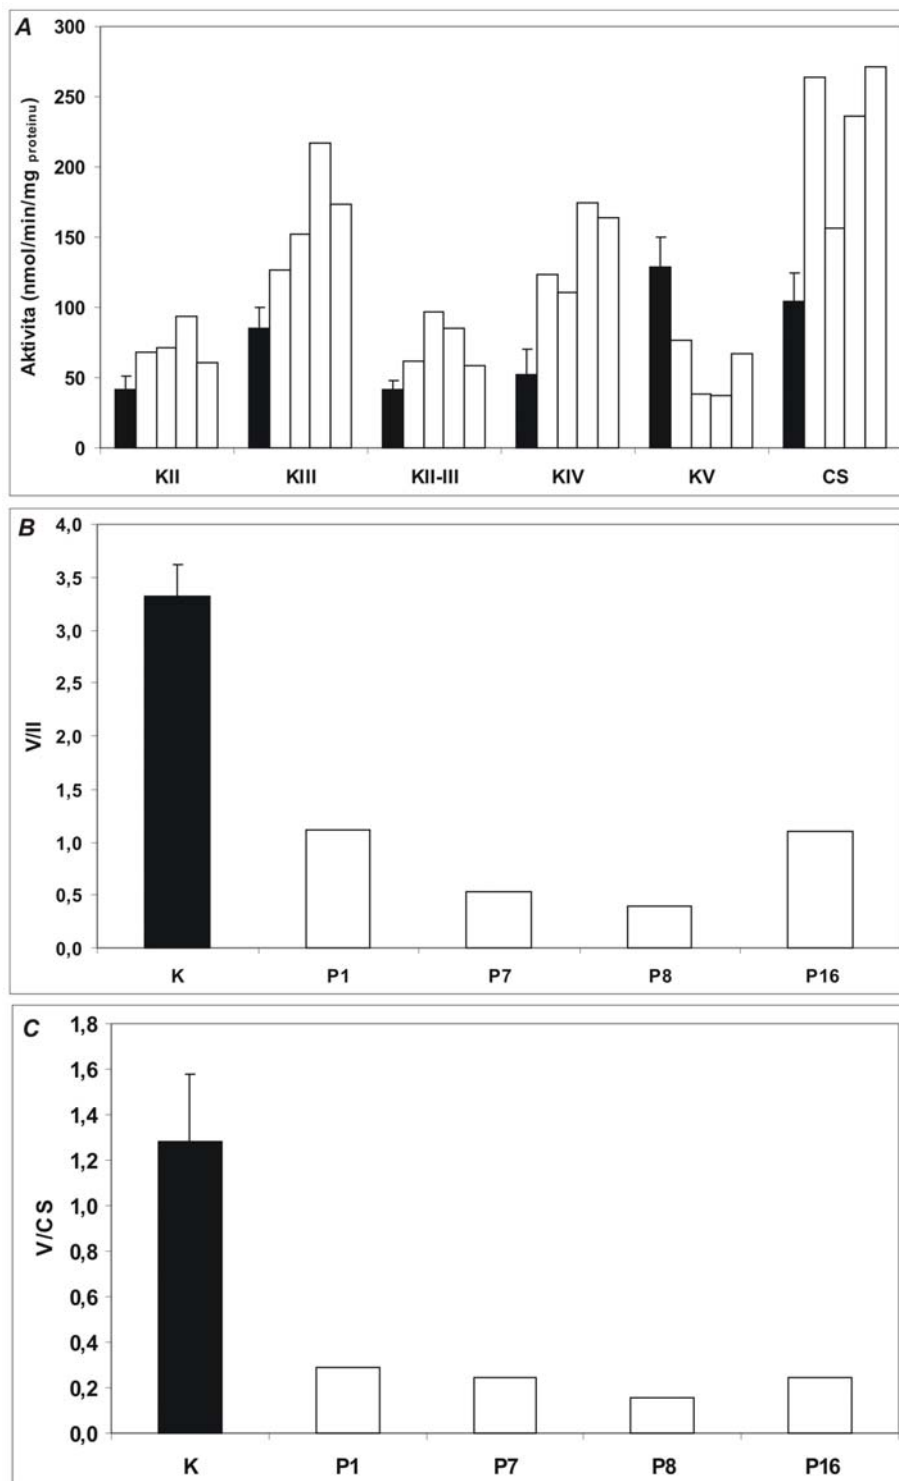 A
300
250
200
150
100
50
0
Aktivita (nmol/min/mg proteinu)
KII KIII KII-III KIV KV CS
B
4,0
3,5
3,0
2,5
2,0
1,5
1,0
0,5
0,0
V/II
K P1 P7 P8 P16
C
1,8
1,6
1,4
1,2
1,0
0,8
0,6
0,4
0,2
0,0
V/CS
K P1 P7 P8 P16